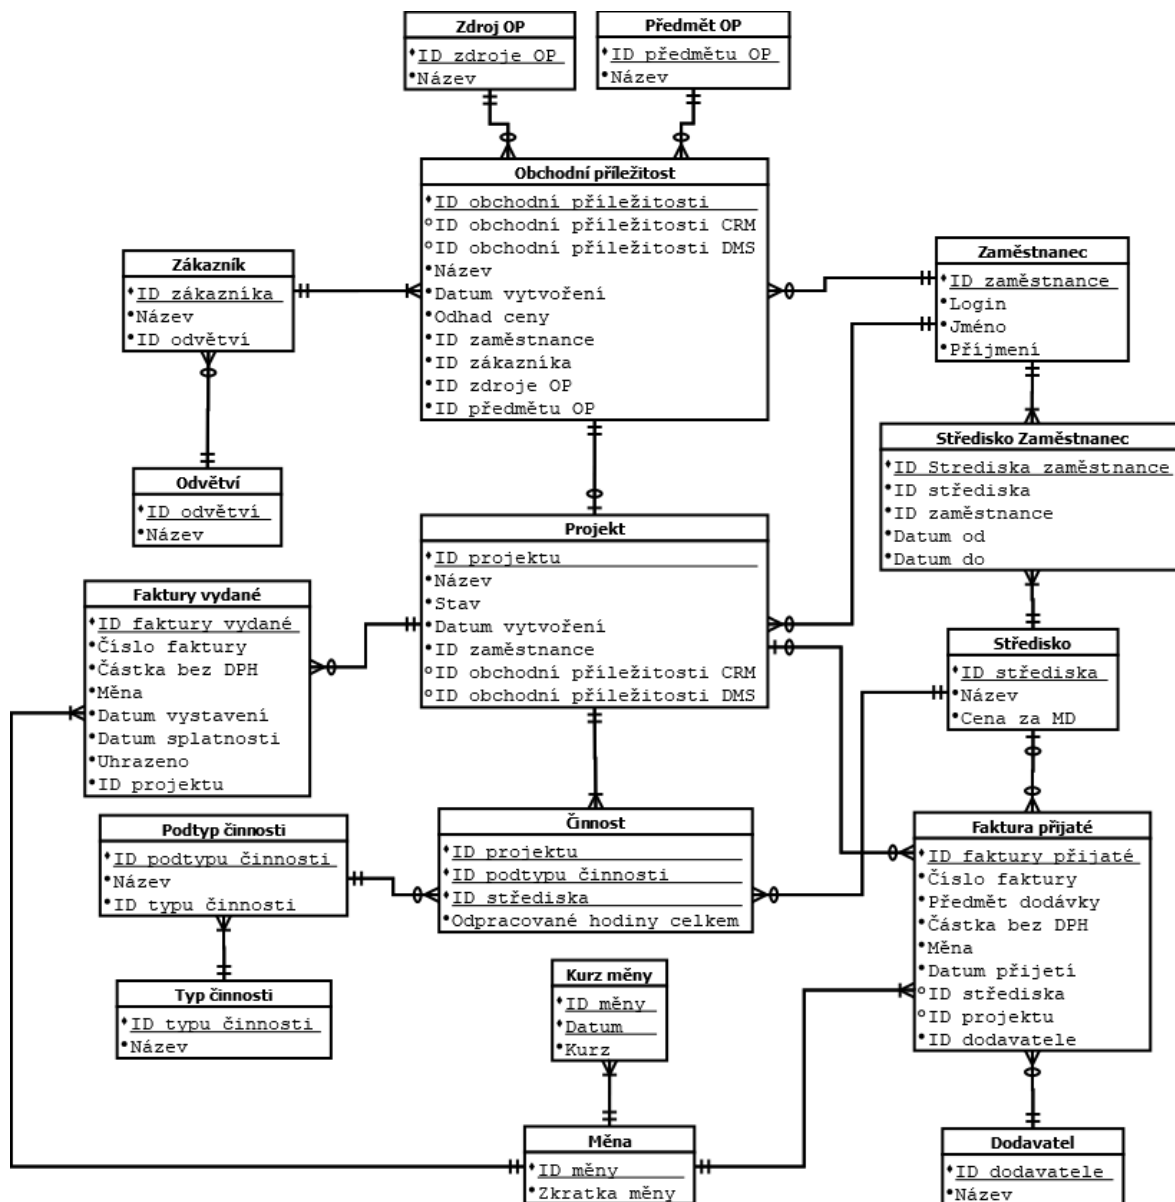 Zdroj OP
ID zdroje OP
Název
Předmět OP
ID předmětu OP
Název
Obchodní příležitost
ID obchodní příležitosti
ID obchodní příležitosti CRM
ID obchodní příležitosti DMS
Název
Datum vytvoření
Odhad ceny
ID zaměstnance
ID zákazníka
ID zdroje OP
ID předmětu OP
Zákazník
ID zákazníka
Název
ID odvětví
Zaměstnanec
ID zaměstnance
Login
Jméno
Příjmení
Středisko Zaměstnanec
ID Strediska zaměstnance
ID střediska
ID zaměstnance
Datum od
Datum do
Odvětví
ID odvětví
Název
Projekt
ID projektu
Název
Stav
Datum vytvoření
ID zaměstnance
ID obchodní příležitosti CRM
ID obchodní příležitosti DMS
Faktury vydané
ID faktury vydané
Číslo faktury
Částka bez DPH
Měna
Datum vystavení
Datum splatnosti
Uhrazeno
ID projektu
Středisko
ID střediska
Název
Cena za MD
Podtyp činnosti
ID podtypu činnosti
Název
ID typu činnosti
Činnost
ID projektu
ID podtypu činnosti
ID střediska
Odpracované hodiny celkem
Faktura přijaté
ID faktury přijaté
Číslo faktury
Předmět dodávky
Částka bez DPH
Měna
Datum přijetí
ID střediska
ID projektu
ID dodavatele
Typ činnosti
ID typu činnosti
Název
Kurz měny
ID měny
Datum
Kurz
Měna
ID měny
Zkratka měny
Dodavatel
ID dodavatele
Název